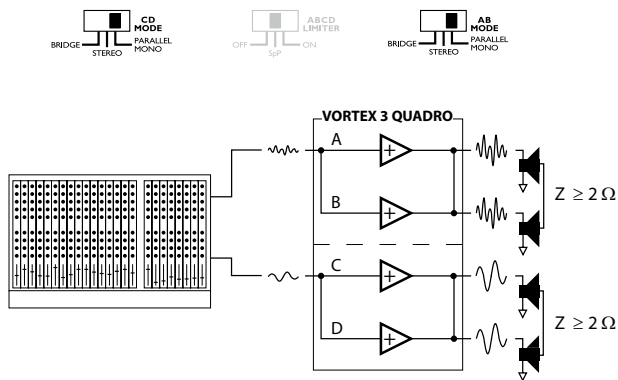 CD
MODE
BRIDGE
STEREO
PARALLEL
MONO
ABCD
LIMITER
OFF
SpP
ON
AB
MODE
BRIDGE
STEREO
PARALLEL
MONO
VORTEX 3 QUADRO
A
B
Z ≥ 2 Ω
C
D
Z ≥ 2 Ω